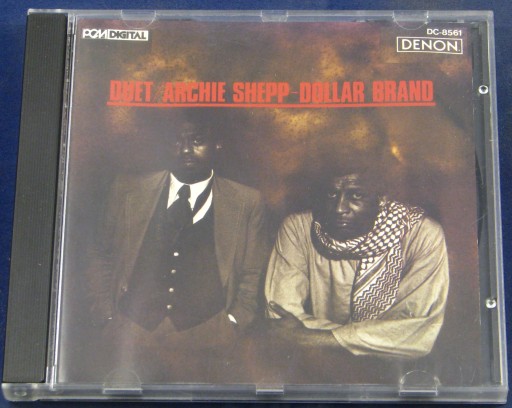 PCM DIGITAL
DC-8561
DENON
DUET ARCHIE SHEPP-DOLLAR BRAND